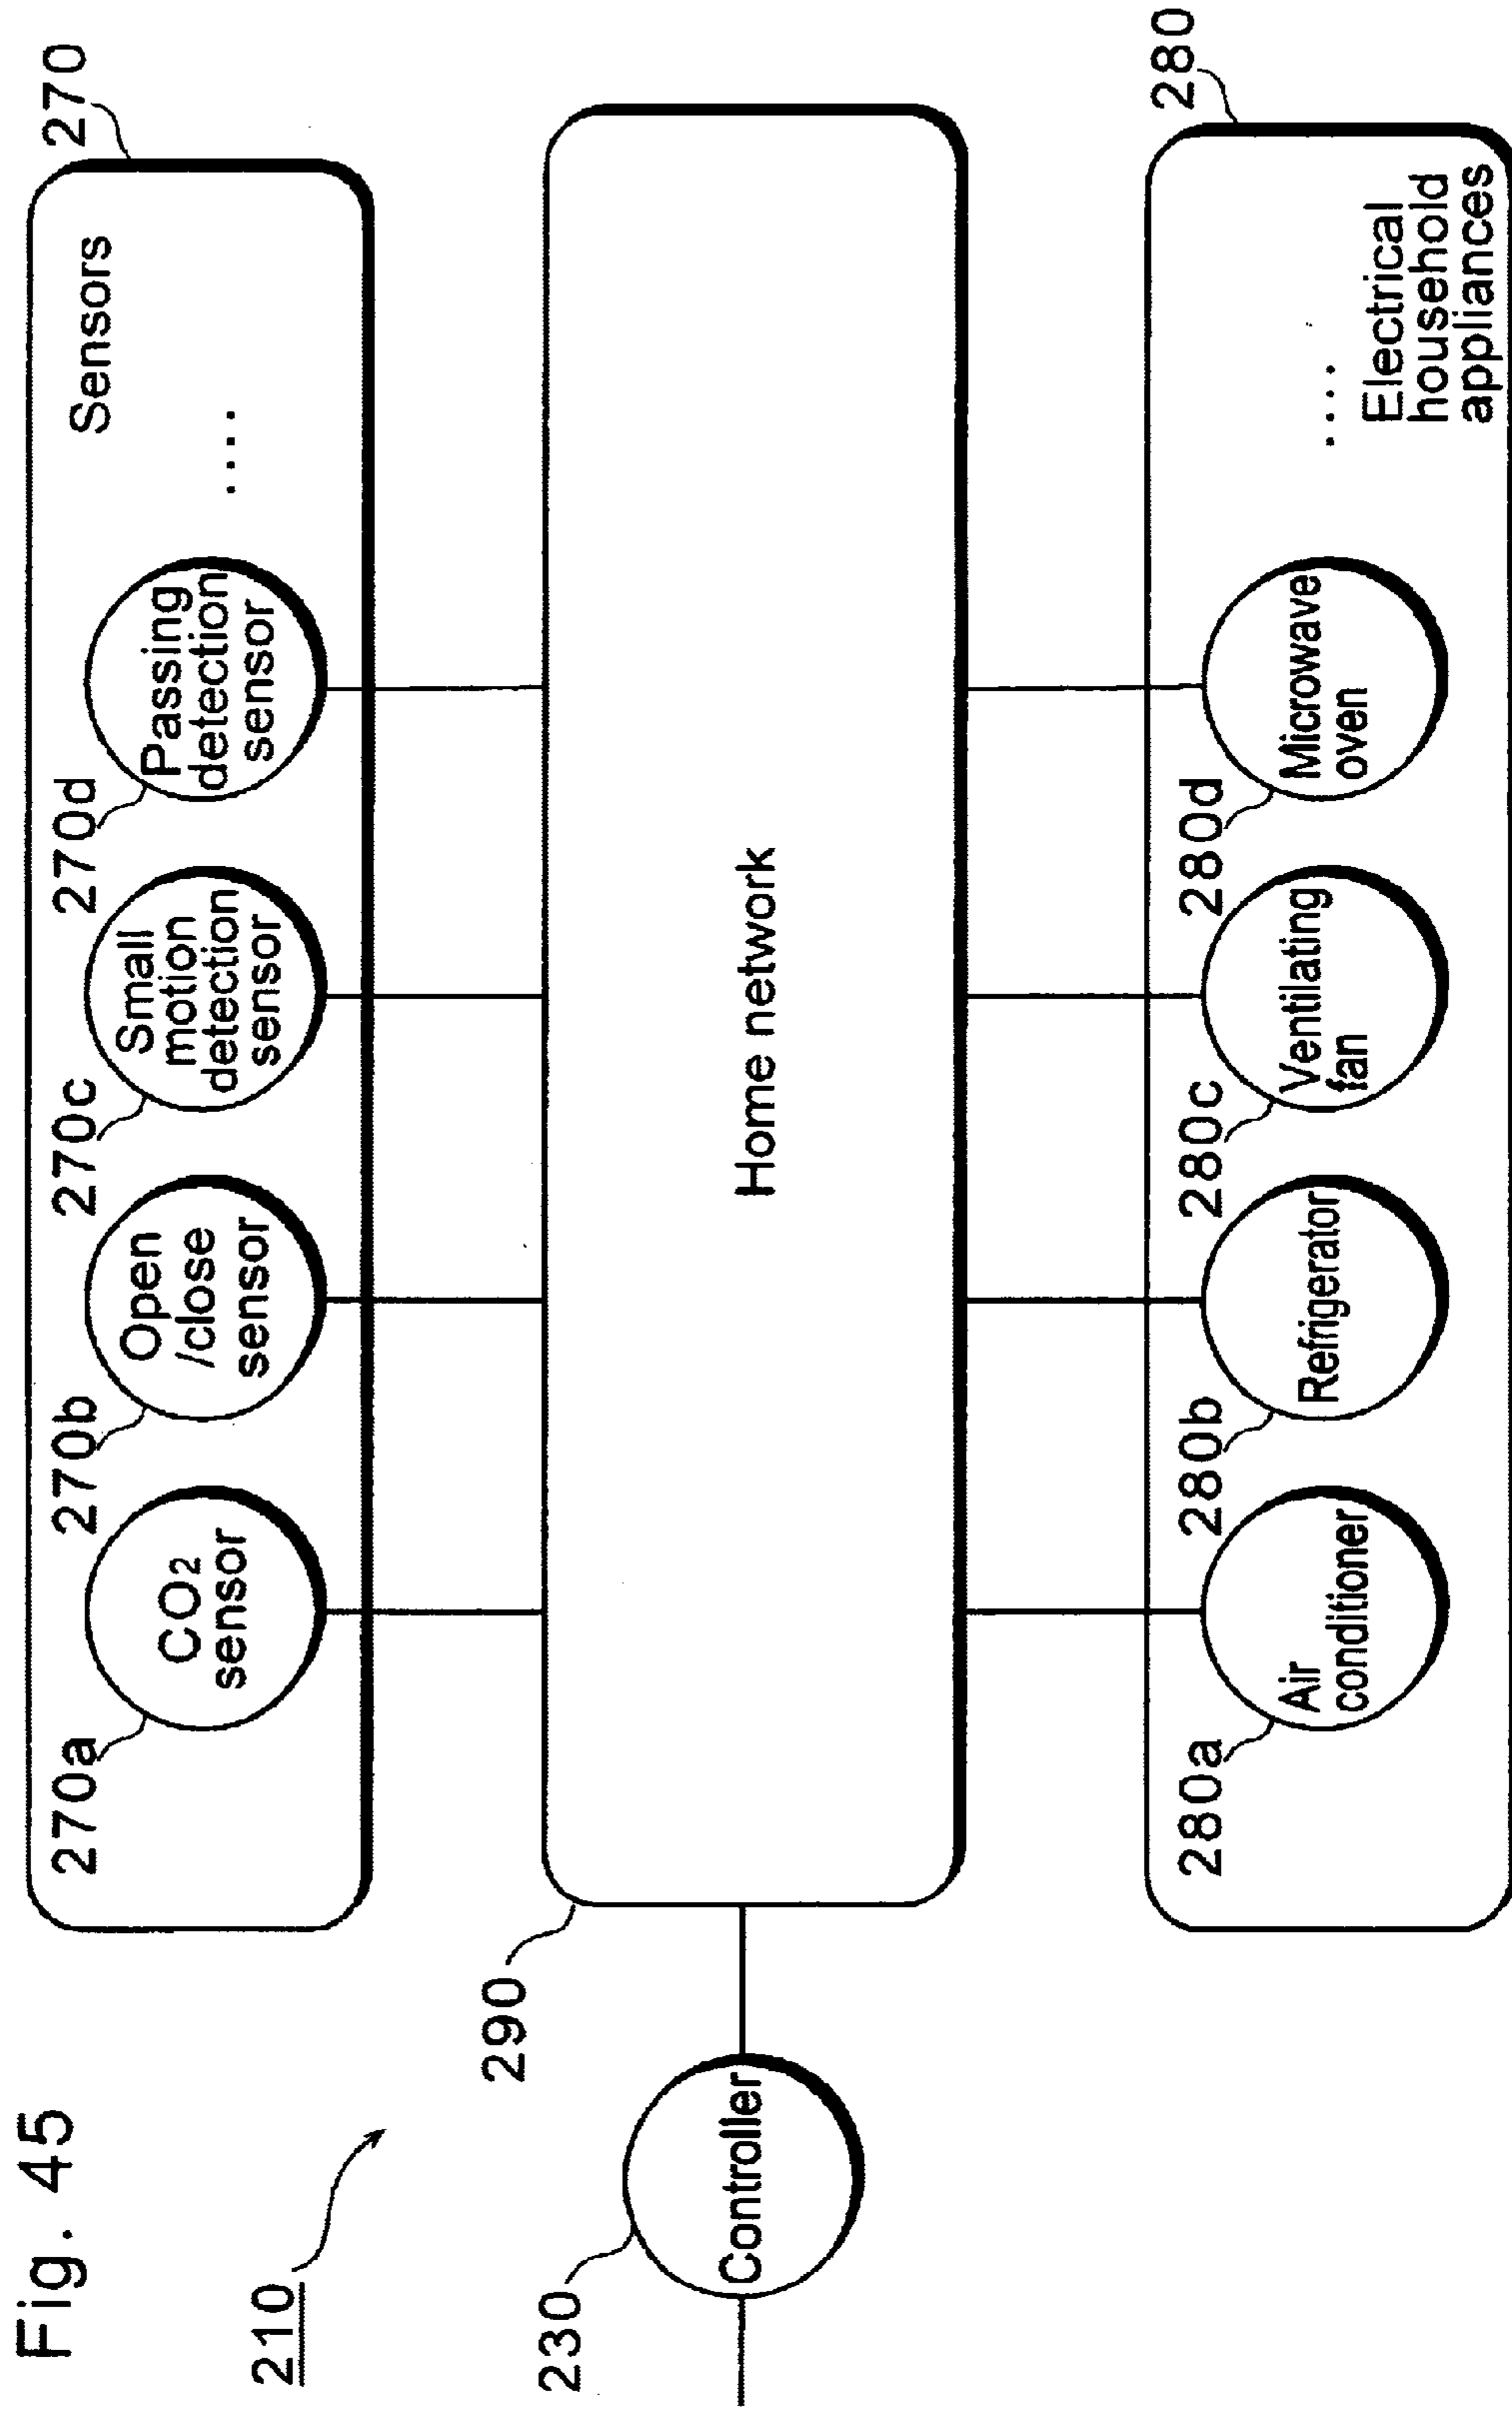 Fig. 45
210
270
Sensors
270a
CO2
sensor
270b
Open
/close
sensor
270c
Small
motion
detection
sensor
270d
Passing
detection
sensor
....
290
Home network
230
Controller
280
280a
Air
conditioner
280b
Refrigerator
280c
Ventilating
fan
280d
Microwave
oven
....
Electrical
household
appliances